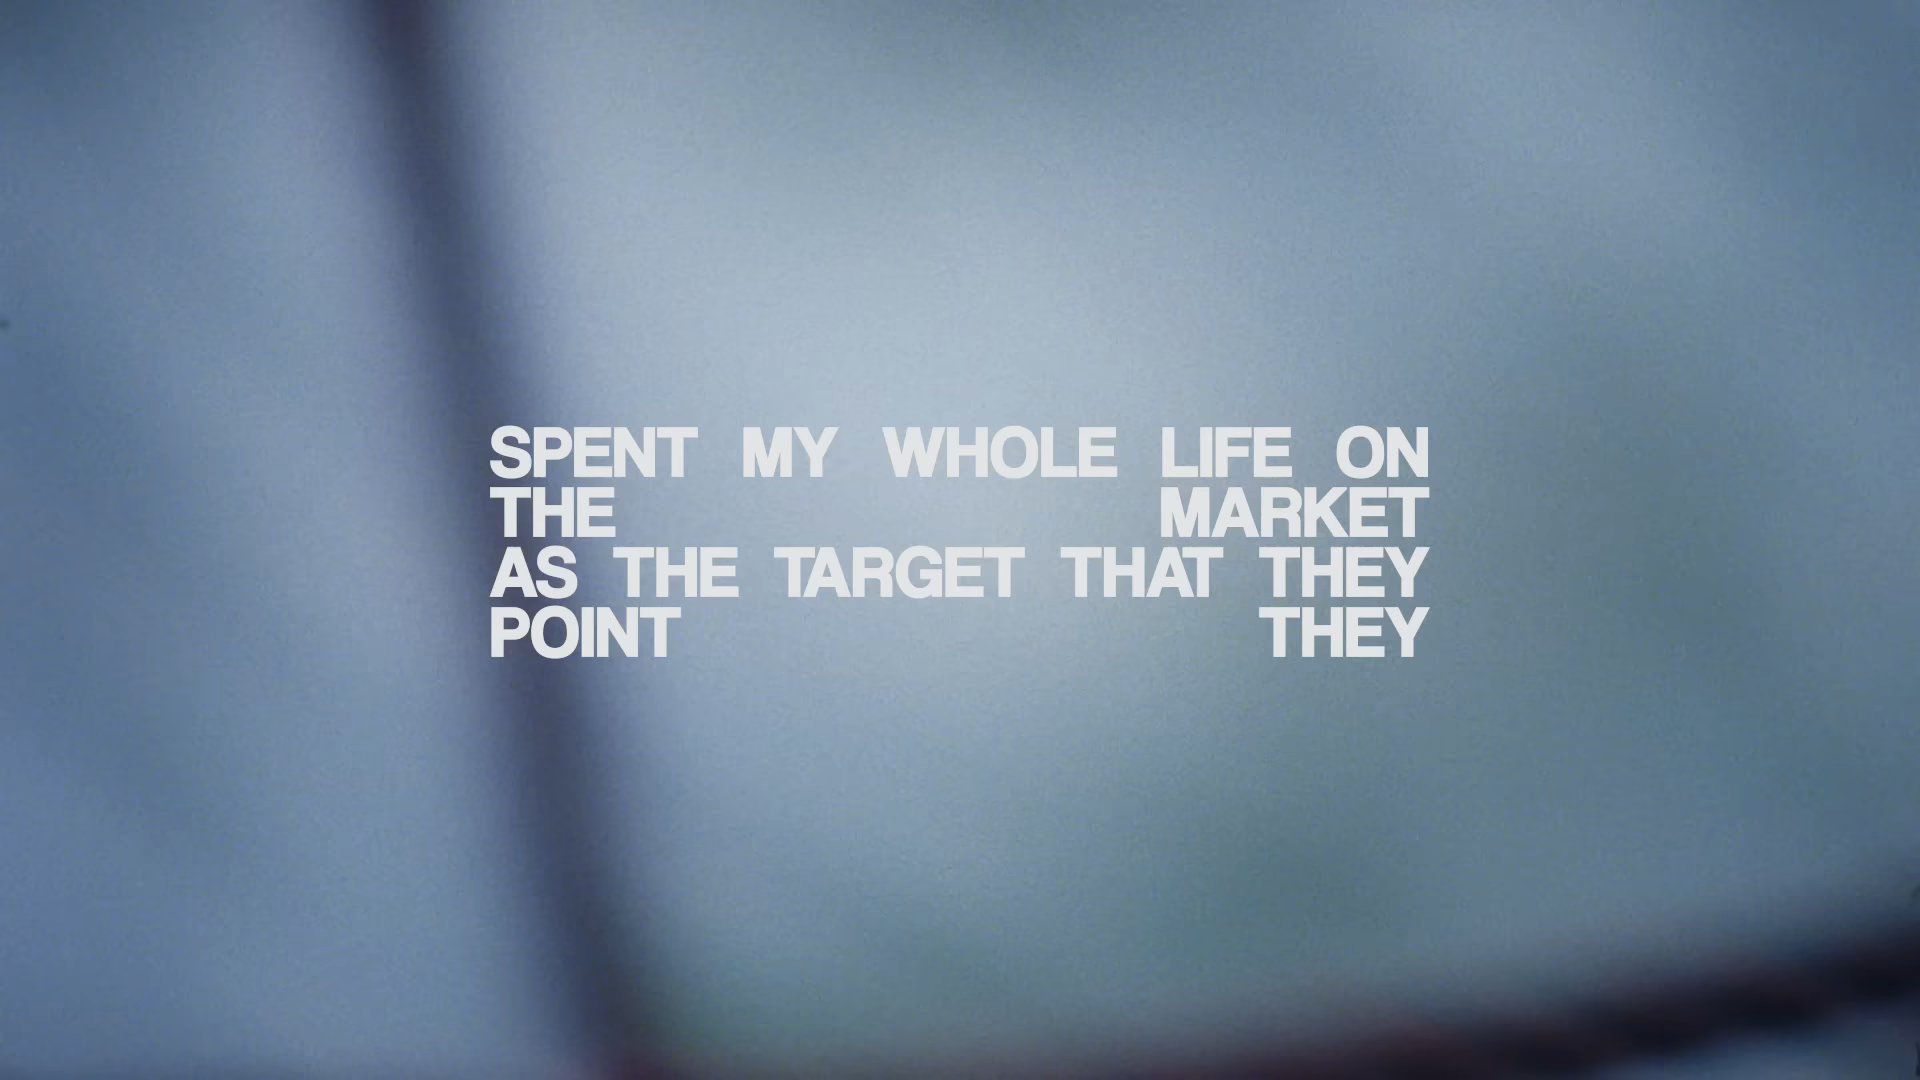 SPENT MY WHOLE LIFE ON
THE MARKET
AS THE TARGET THAT THEY
POINT THEY